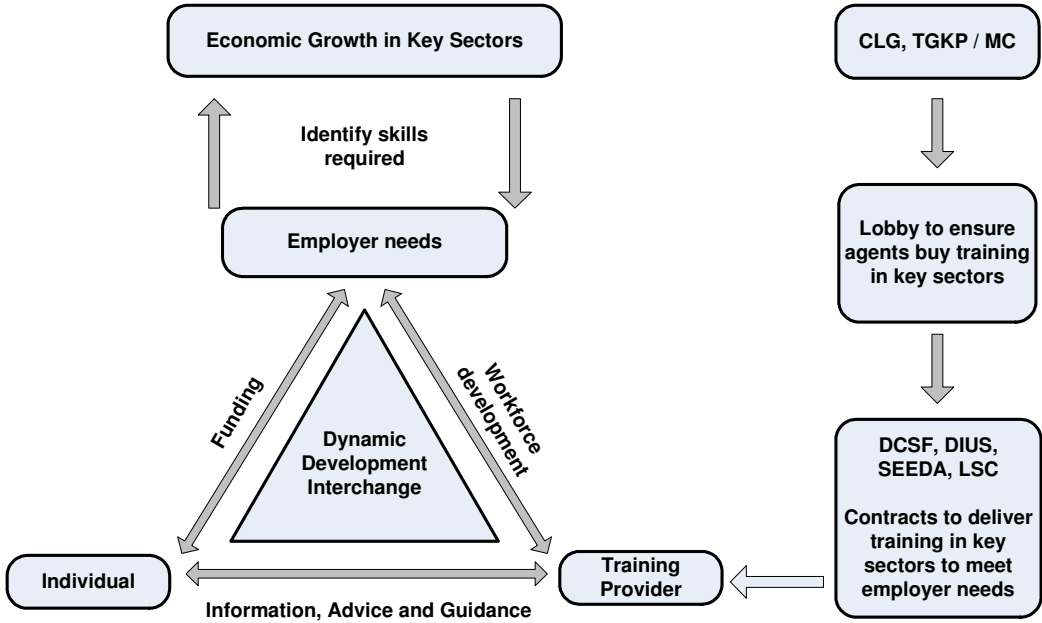 Economic Growth in Key Sectors
CLG, TGKP / MC
Identify skills
required
Employer needs
Lobby to ensure
agents buy training
in key sectors
Funding
Workforce
development
Dynamic
Development
Interchange
DCSF, DIUS,
SEEDA, LSC
Contracts to deliver
training in key
sectors to meet
employer needs
Individual
Training
Provider
Information, Advice and Guidance